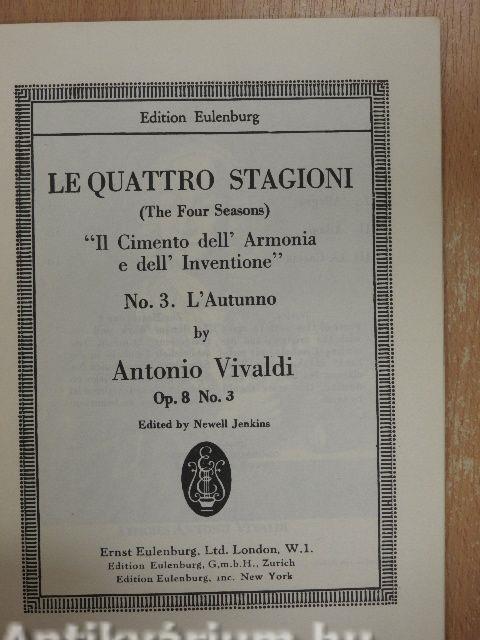 Edition Eulenburg
LE QUATTRO STAGIONI
(The Four Seasons)
"Il Cimento dell' Armonia
e dell' Inventione"
No. 3. L'Autunno
by
Antonio Vivaldi
Op. 8 No. 3
Edited by Newell Jenkins
Ernst Eulenburg, Ltd. London, W.1.
Edition Eulenburg, G.m.b.H., Zurich
Edition Eulenburg, inc. New York
Antikvárium.hu